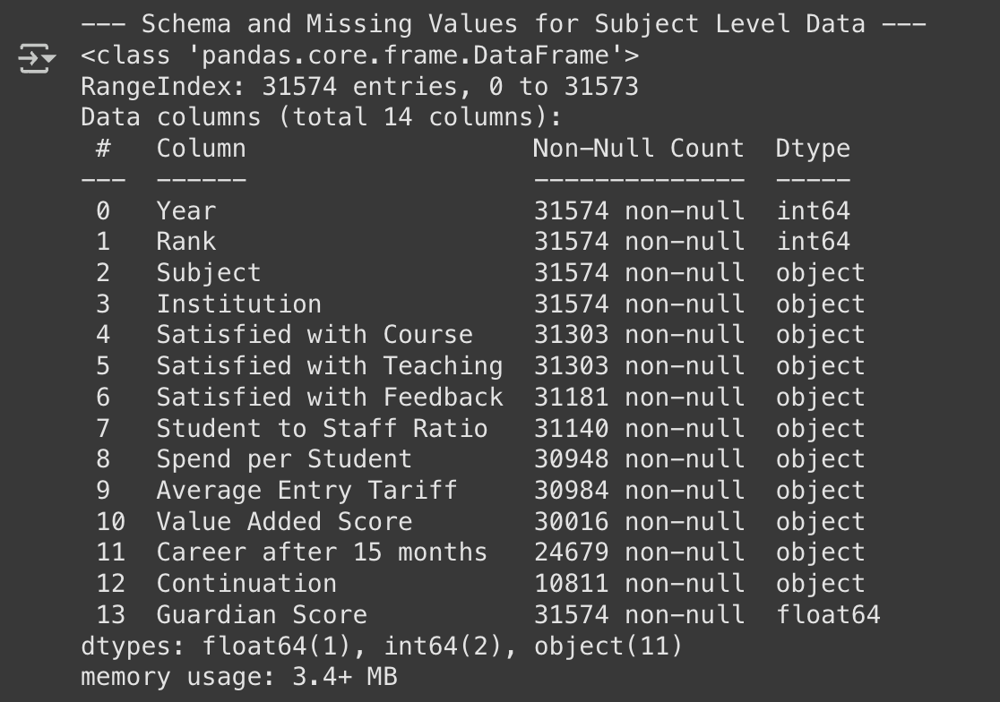 --- Schema and Missing Values for Subject Level Data ---
<class 'pandas.core.frame.DataFrame'>
RangeIndex: 31574 entries, 0 to 31573
Data columns (total 14 columns):
 #   Column                   Non-Null Count  Dtype
---  ------                   --------------  -----
 0   Year                     31574 non-null  int64
 1   Rank                     31574 non-null  int64
 2   Subject                  31574 non-null  object
 3   Institution              31574 non-null  object
 4   Satisfied with Course    31303 non-null  object
 5   Satisfied with Teaching  31303 non-null  object
 6   Satisfied with Feedback  31181 non-null  object
 7   Student to Staff Ratio   31140 non-null  object
 8   Spend per Student        30948 non-null  object
 9   Average Entry Tariff     30984 non-null  object
 10  Value Added Score        30016 non-null  object
 11  Career after 15 months   24679 non-null  object
 12  Continuation             10811 non-null  object
 13  Guardian Score           31574 non-null  float64
dtypes: float64(1), int64(2), object(11)
memory usage: 3.4+ MB